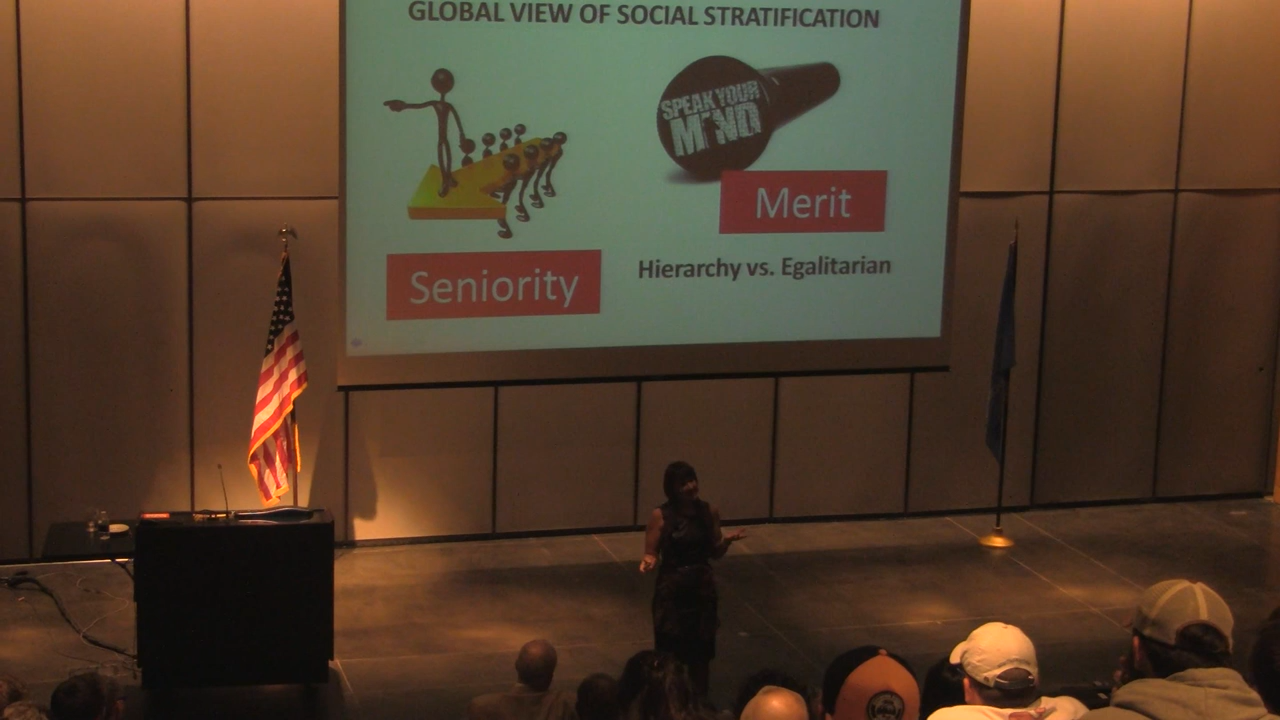 GLOBAL VIEW OF SOCIAL STRATIFICATION
SPEAK YOUR
MIND
Merit
Seniority
Hierarchy vs. Egalitarian